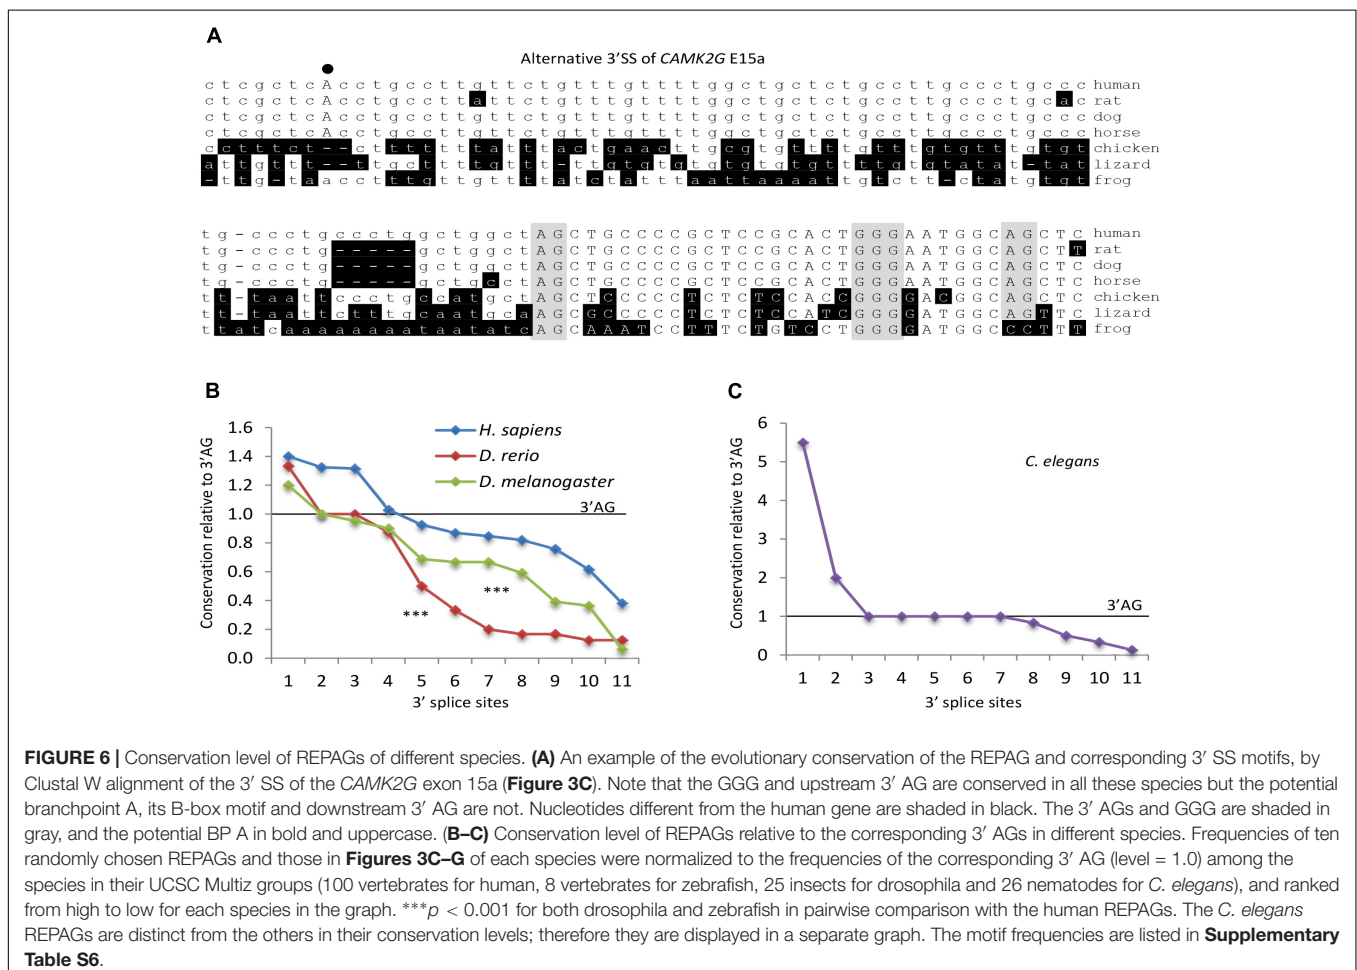 A
Alternative 3′SS of CAMK2G E15a
c t c g c t c A c c t g c c t t g t t c t g t t t g t t t t g g c t g c t c t g c c t t g c c c t g c c c human
c t c g c t c A c c t g c c t t a t t c t g t t t g t t t t g g c t g c t c t g c c t t g c c c t g c a c rat
c t c g c t c A c c t g c c t t g t t c t g t t t g t t t t g g c t g c t c t g c c t t g c c c t g c c c dog
c t c g c t c A c c t g c c t t g t t c t g t t t g t t t t g g c t g c t c t g c c t t g c c c t g c c c horse
c c t t t c t - - c t t t t t t t a t t t a c t g a a c t t g c g t g t t t t g t t t g t g t t t g t g t chicken
a t t g t t t - - t t g c t t t t g t t t - t t g t g t g t g t g t g t g t t t t g t g t a t a t - t a t lizard
- t t g - t a a c c t t t g t t g t t t t a t c t a t t t a a t t a a a a t t g t c t t - c t a t g t g t frog
t g - c c c t g c c c t g g c t g g c t A G C T G C C C C G C T C C G C A C T G G G A A T G G C A G C T C human
t g - c c c t g - - - - - g c t g g c t A G C T G C C C C G C T C C G C A C T G G G A A T G G C A G C T T rat
t g - c c c t g - - - - - g c t g g c t A G C T G C C C C G C T C C G C A C T G G G A A T G G C A G C T C dog
t g - c c c t g - - - - - g c t g c c t A G C T G C C C C G C T C C G C A C T G G G A A T G G C A G C T C horse
t t - t a a t t c c c t g c c a t g c t A G C T C C C C C T C T C T C C A C C G G G G A C G G C A G C T C chicken
t t - t a a t t c t t t g c a a t g c a A G C G C C C C C T C T C T C C A T C G G G G A T G G C A G T T C lizard
t t a t c a a a a a a a a t a a t a t c A G C A A A T C C T T T C T G T C C T G G G G A T G G C C C T T T frog
B
Conservation relative to 3′AG
1.6
1.4
1.2
1.0
0.8
0.6
0.4
0.2
0.0
H. sapiens
D. rerio
D. melanogaster
3′AG
***
***
1 2 3 4 5 6 7 8 9 10 11
3′ splice sites
C
Conservation relative to 3′AG
6
5
4
3
2
1
0
C. elegans
3′AG
1 2 3 4 5 6 7 8 9 10 11
3′ splice sites
FIGURE 6 | Conservation level of REPAGs of different species. (A) An example of the evolutionary conservation of the REPAG and corresponding 3′ SS motifs, by
Clustal W alignment of the 3′ SS of the CAMK2G exon 15a (Figure 3C). Note that the GGG and upstream 3′ AG are conserved in all these species but the potential
branchpoint A, its B-box motif and downstream 3′ AG are not. Nucleotides different from the human gene are shaded in black. The 3′ AGs and GGG are shaded in
gray, and the potential BP A in bold and uppercase. (B–C) Conservation level of REPAGs relative to the corresponding 3′ AGs in different species. Frequencies of ten
randomly chosen REPAGs and those in Figures 3C–G of each species were normalized to the frequencies of the corresponding 3′ AG (level = 1.0) among the
species in their UCSC Multiz groups (100 vertebrates for human, 8 vertebrates for zebrafish, 25 insects for drosophila and 26 nematodes for C. elegans), and ranked
from high to low for each species in the graph. ***p < 0.001 for both drosophila and zebrafish in pairwise comparison with the human REPAGs. The C. elegans
REPAGs are distinct from the others in their conservation levels; therefore they are displayed in a separate graph. The motif frequencies are listed in Supplementary
Table S6.